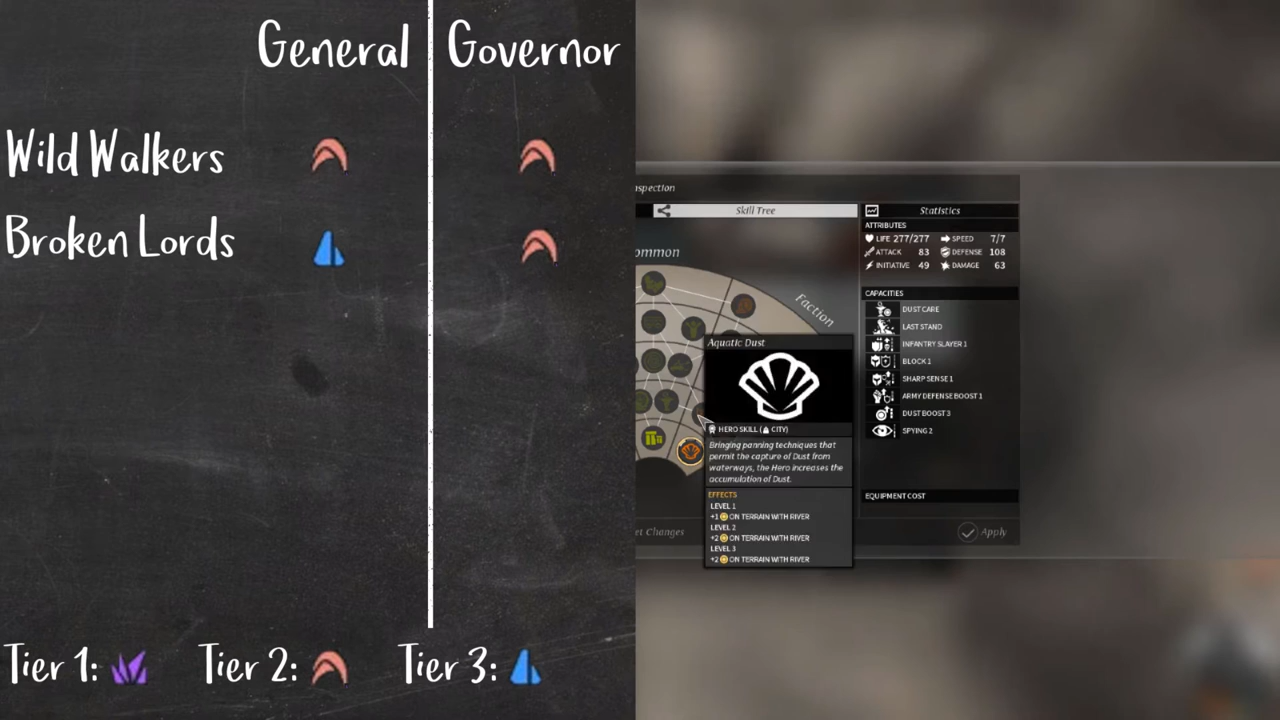 General
Governor
Wild Walkers
Broken Lords
Tier 1:
Tier 2:
Tier 3:
Skill Tree
Statistics
ATTRIBUTES
LIFE 277/277 SPEED 7/7
ATTACK 83 DEFENSE 108
INITIATIVE 49 DAMAGE 63
CAPACITIES
DUST CARE
LAST STAND
INFANTRY SLAYER 1
BLOCK 1
SHARP SENSE 1
ARMY DEFENSE BOOST 1
DUST BOOST 3
SPYING 2
EQUIPMENT COST
Apply
Faction
Aquatic Dust
HERO SKILL ( CITY)
Bringing panning techniques that
permit the capture of Dust from
waterways, the Hero increases the
accumulation of Dust.
EFFECTS
LEVEL 1
+1 ON TERRAIN WITH RIVER
LEVEL 2
+2 ON TERRAIN WITH RIVER
LEVEL 3
+2 ON TERRAIN WITH RIVER
Changes